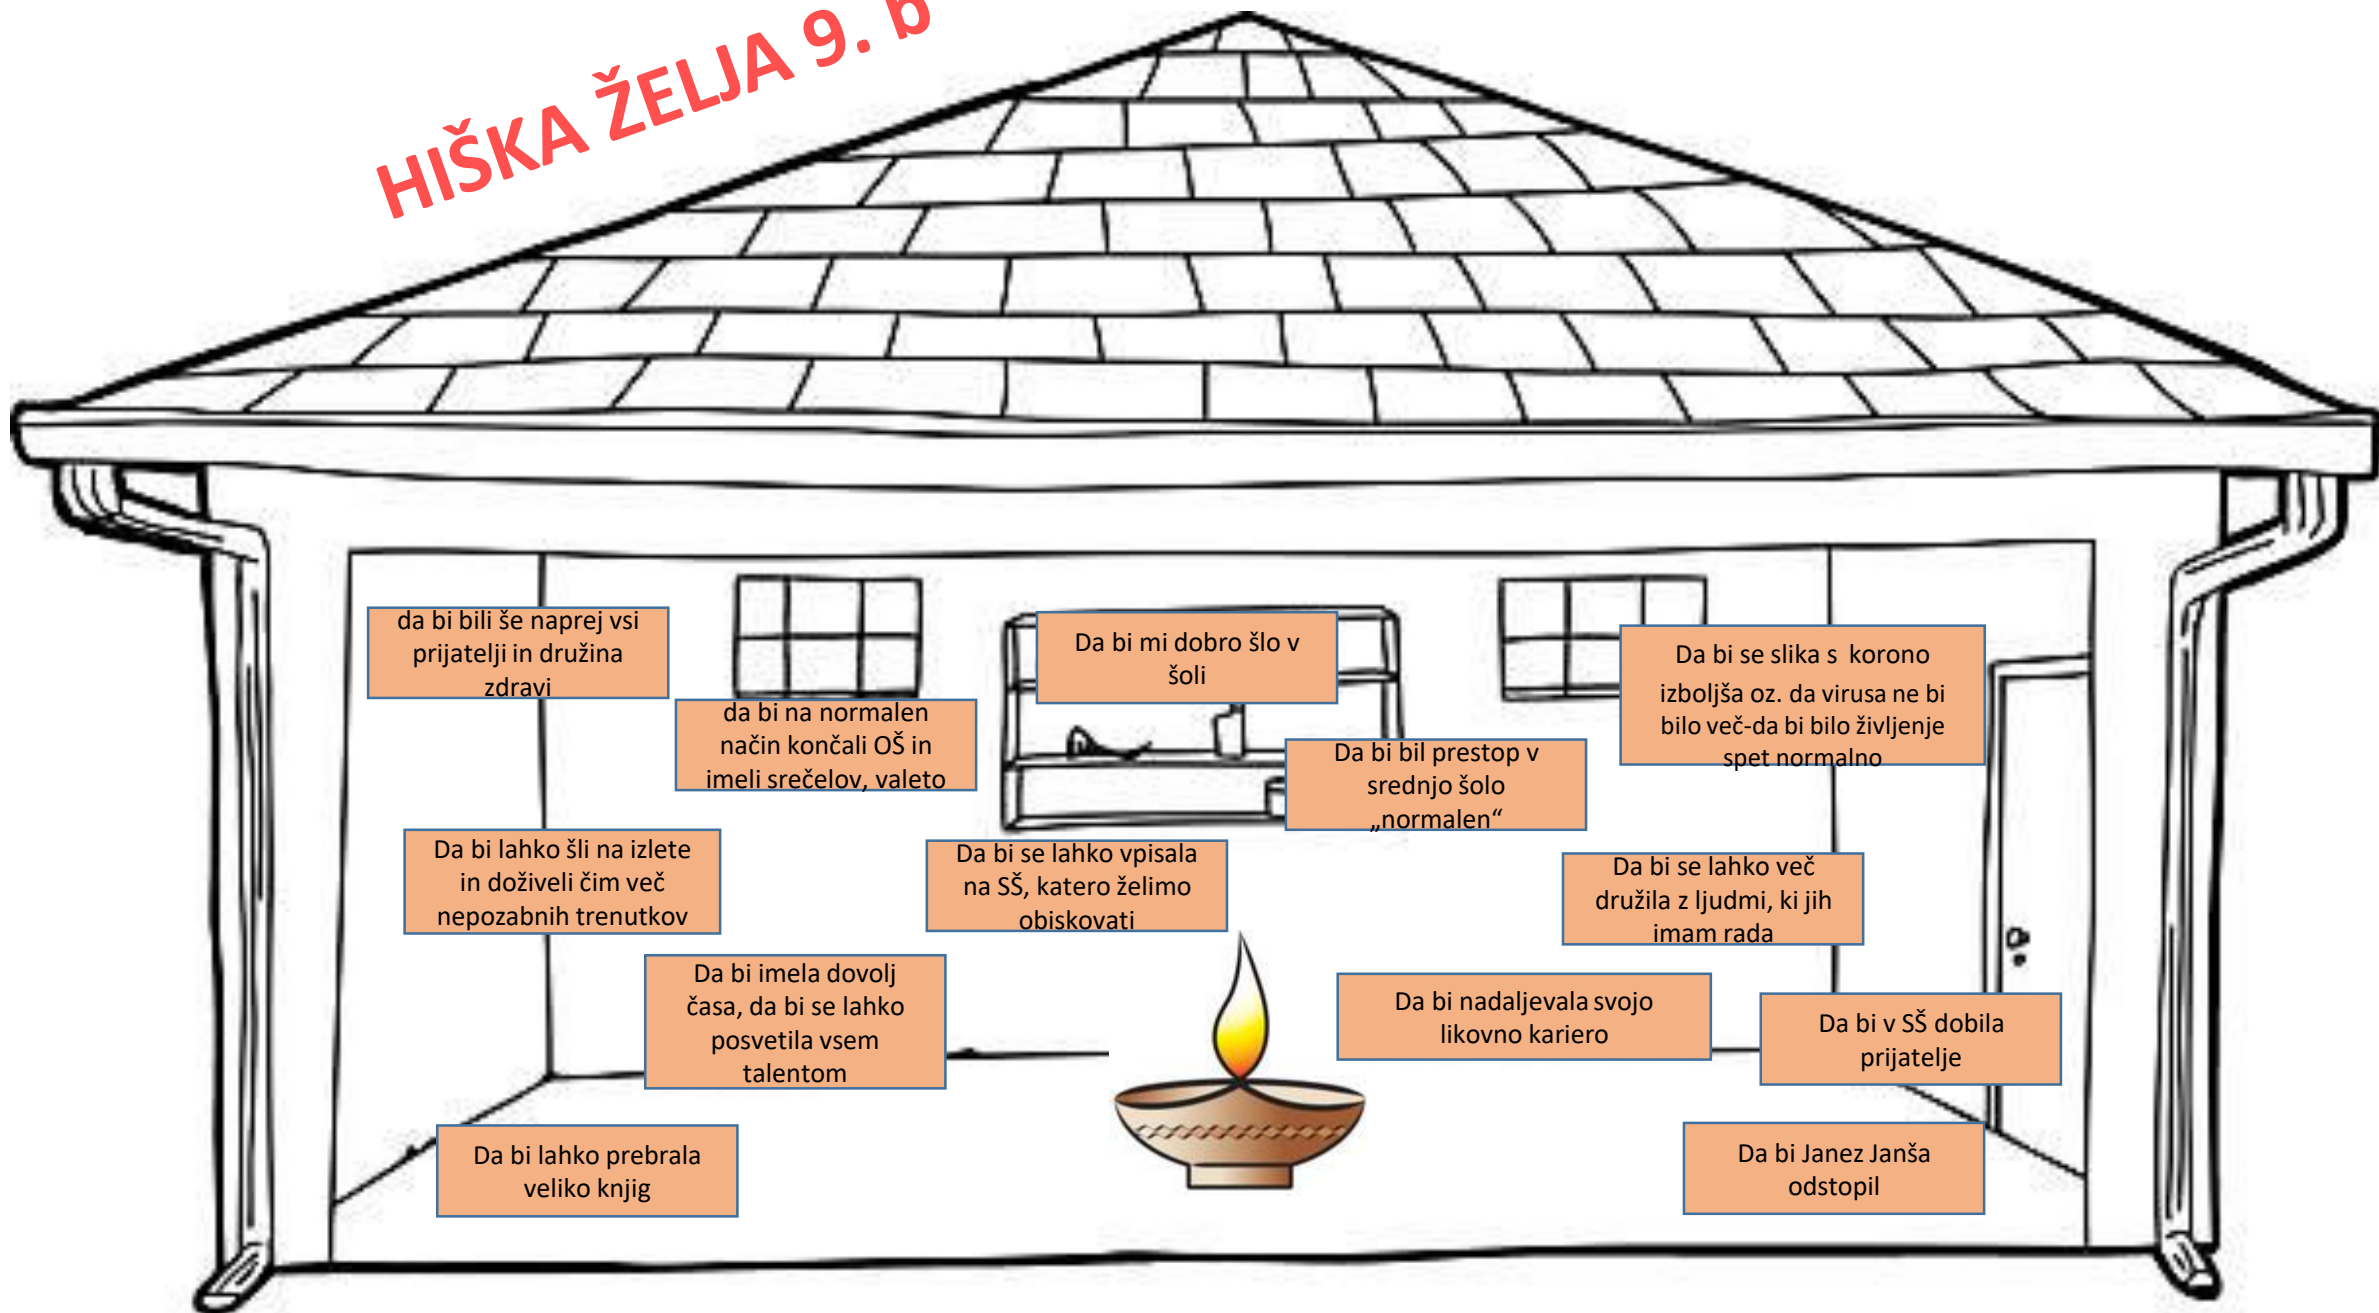 HIŠKA ŽELJA 9. b
da bi bili še naprej vsi
prijatelji in družina
zdravi
da bi na normalen
način končali OŠ in
imeli srečelov, valeto
Da bi mi dobro šlo v
šoli
Da bi bil prestop v
srednjo šolo
„normalen“
Da bi se slika s korono
izboljša oz. da virusa ne bi
bilo več-da bi bilo življenje
spet normalno
Da bi lahko šli na izlete
in doživeli čim več
nepozabnih trenutkov
Da bi se lahko vpisala
na SŠ, katero želimo
obiskovati
Da bi se lahko več
družila z ljudmi, ki jih
imam rada
Da bi imela dovolj
časa, da bi se lahko
posvetila vsem
talentom
Da bi nadaljevala svojo
likovno kariero
Da bi v SŠ dobila
prijatelje
Da bi lahko prebrala
veliko knjig
Da bi Janez Janša
odstopil